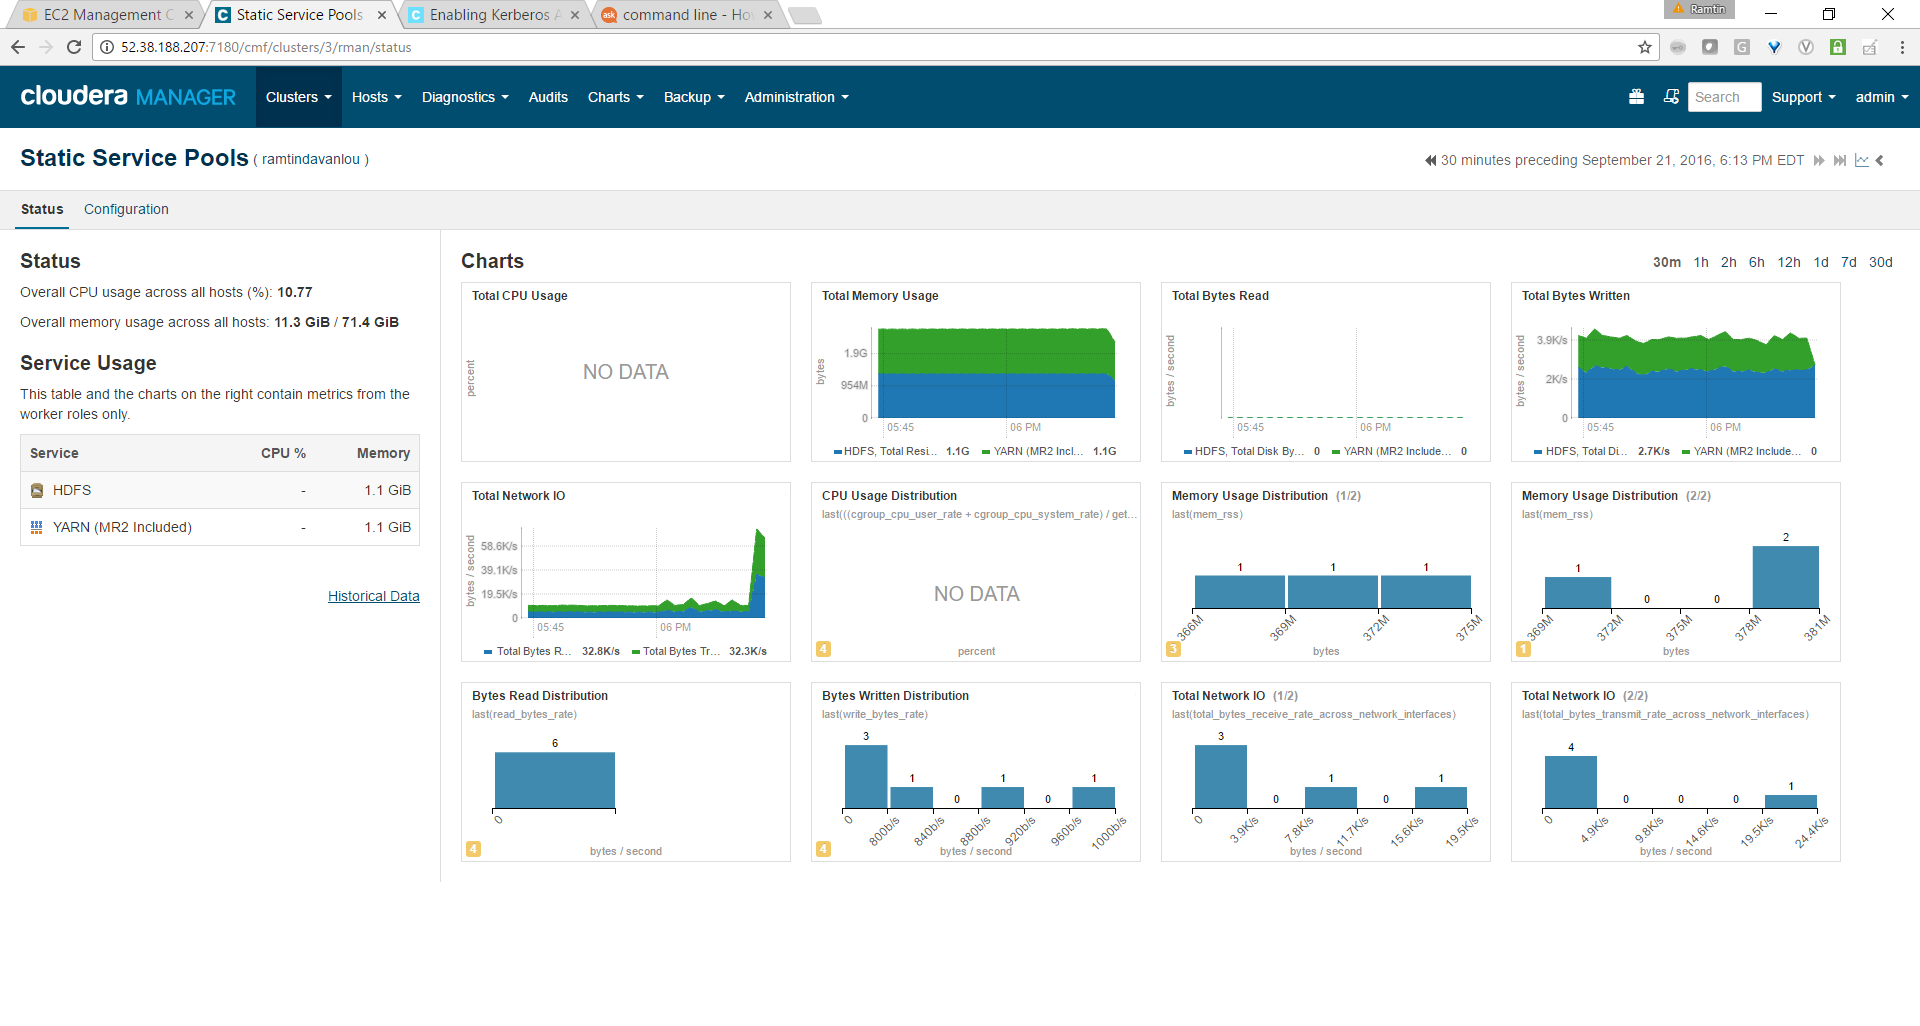 EC2 Management C
Static Service Pools
Enabling Kerberos A
command line - Ho
Ramtin
52.38.188.207:7180/cmf/clusters/3/rman/status
cloudera MANAGER
Clusters
Hosts
Diagnostics
Audits
Charts
Backup
Administration
Search
Support
admin
Static Service Pools ( ramtindavanlou )
30 minutes preceding September 21, 2016, 6:13 PM EDT
Status
Configuration
Status
Overall CPU usage across all hosts (%): 10.77
Overall memory usage across all hosts: 11.3 GiB / 71.4 GiB
Service Usage
This table and the charts on the right contain metrics from the
worker roles only.
Service CPU % Memory
HDFS - 1.1 GiB
YARN (MR2 Included) - 1.1 GiB
Historical Data
Charts
30m 1h 2h 6h 12h 1d 7d 30d
Total CPU Usage
percent
NO DATA
Total Memory Usage
bytes
1.9G
954M
0
05:45 06 PM
HDFS, Total Resi... 1.1G YARN (MR2 Incl... 1.1G
Total Bytes Read
bytes / second
05:45 06 PM
HDFS, Total Disk By... 0 YARN (MR2 Include... 0
Total Bytes Written
bytes / second
3.9K/s
2K/s
0
05:45 06 PM
HDFS, Total Di... 2.7K/s YARN (MR2 Include... 0
Total Network IO
bytes / second
58.6K/s
39.1K/s
19.5K/s
0
05:45 06 PM
Total Bytes R... 32.8K/s Total Bytes Tr... 32.3K/s
CPU Usage Distribution
last(((cgroup_cpu_user_rate + cgroup_cpu_system_rate) / get...
NO DATA
4
percent
Memory Usage Distribution (1/2)
last(mem_rss)
1 1 1
366M 369M 372M 375M
3
bytes
Memory Usage Distribution (2/2)
last(mem_rss)
1 0 0 2
369M 372M 375M 378M 381M
1
bytes
Bytes Read Distribution
last(read_bytes_rate)
6
0
4
bytes / second
Bytes Written Distribution
last(write_bytes_rate)
3 1 0 1 0 1
0 800b/s 840b/s 880b/s 920b/s 960b/s 1000b/s
4
bytes / second
Total Network IO (1/2)
last(total_bytes_receive_rate_across_network_interfaces)
3 0 1 0 1
0 3.9K/s 7.8K/s 11.7K/s 15.6K/s 19.5K/s
bytes / second
Total Network IO (2/2)
last(total_bytes_transmit_rate_across_network_interfaces)
4 0 0 0 1
0 4.9K/s 9.8K/s 14.6K/s 19.5K/s 24.4K/s
bytes / second